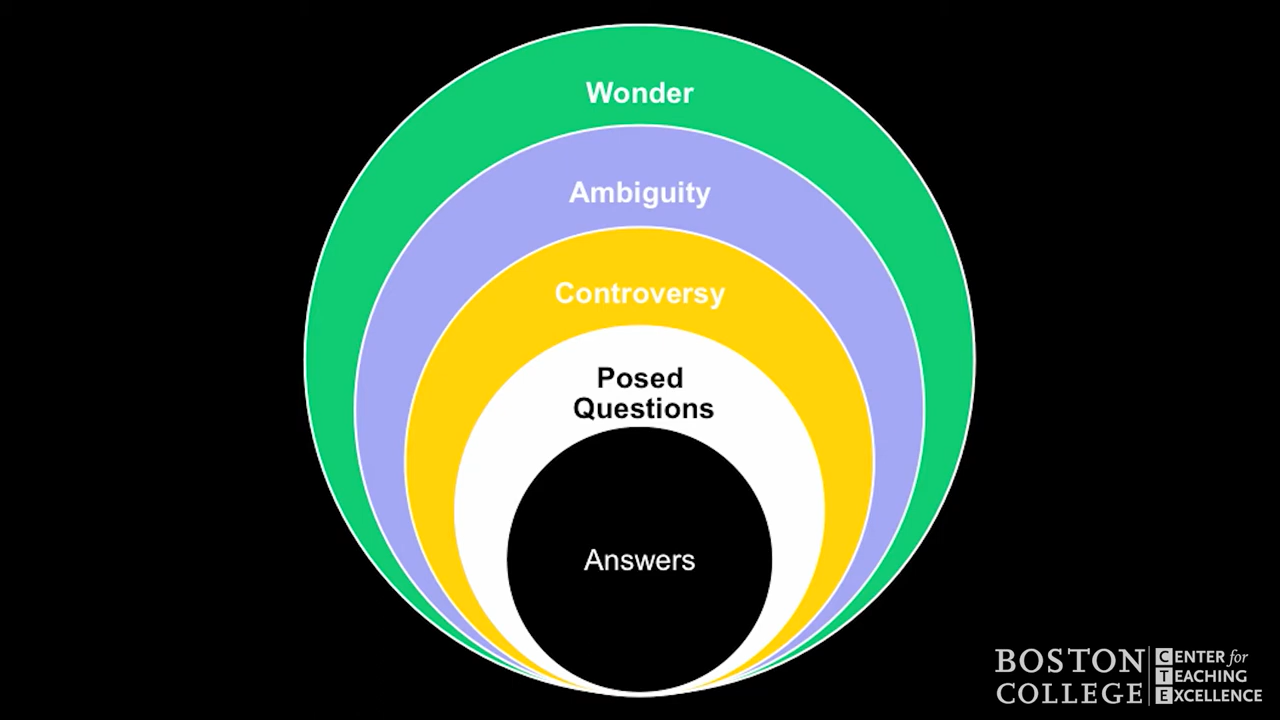 Wonder
Ambiguity
Controversy
Posed
Questions
Answers
BOSTON
COLLEGE
CENTER for
TEACHING
EXCELLENCE